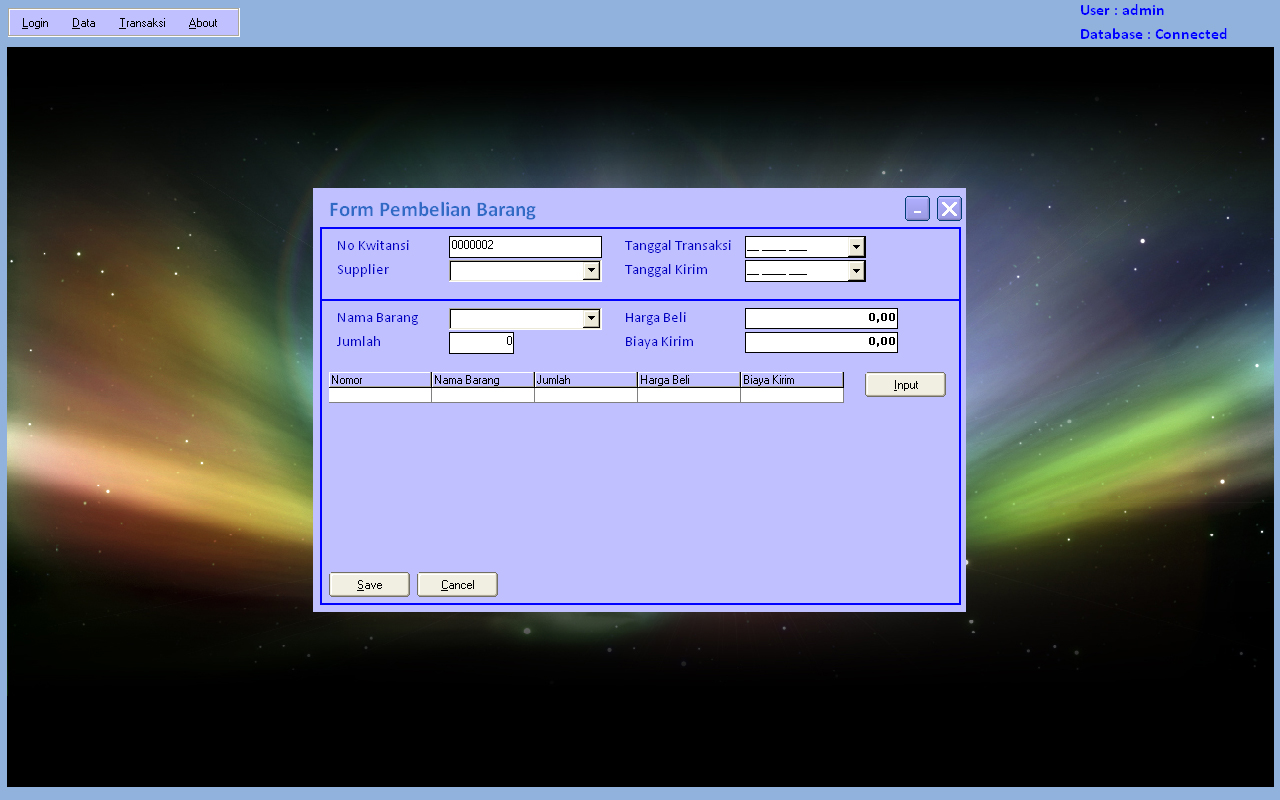 Login Data Transaksi About
User : admin
Database : Connected
Form Pembelian Barang
No Kwitansi 0000002 Tanggal Transaksi __ ____ ___
Supplier Tanggal Kirim __ ____ ___
Nama Barang Harga Beli 0,00
Jumlah 0 Biaya Kirim 0,00
Nomor Nama Barang Jumlah Harga Beli Biaya Kirim Input
Save Cancel